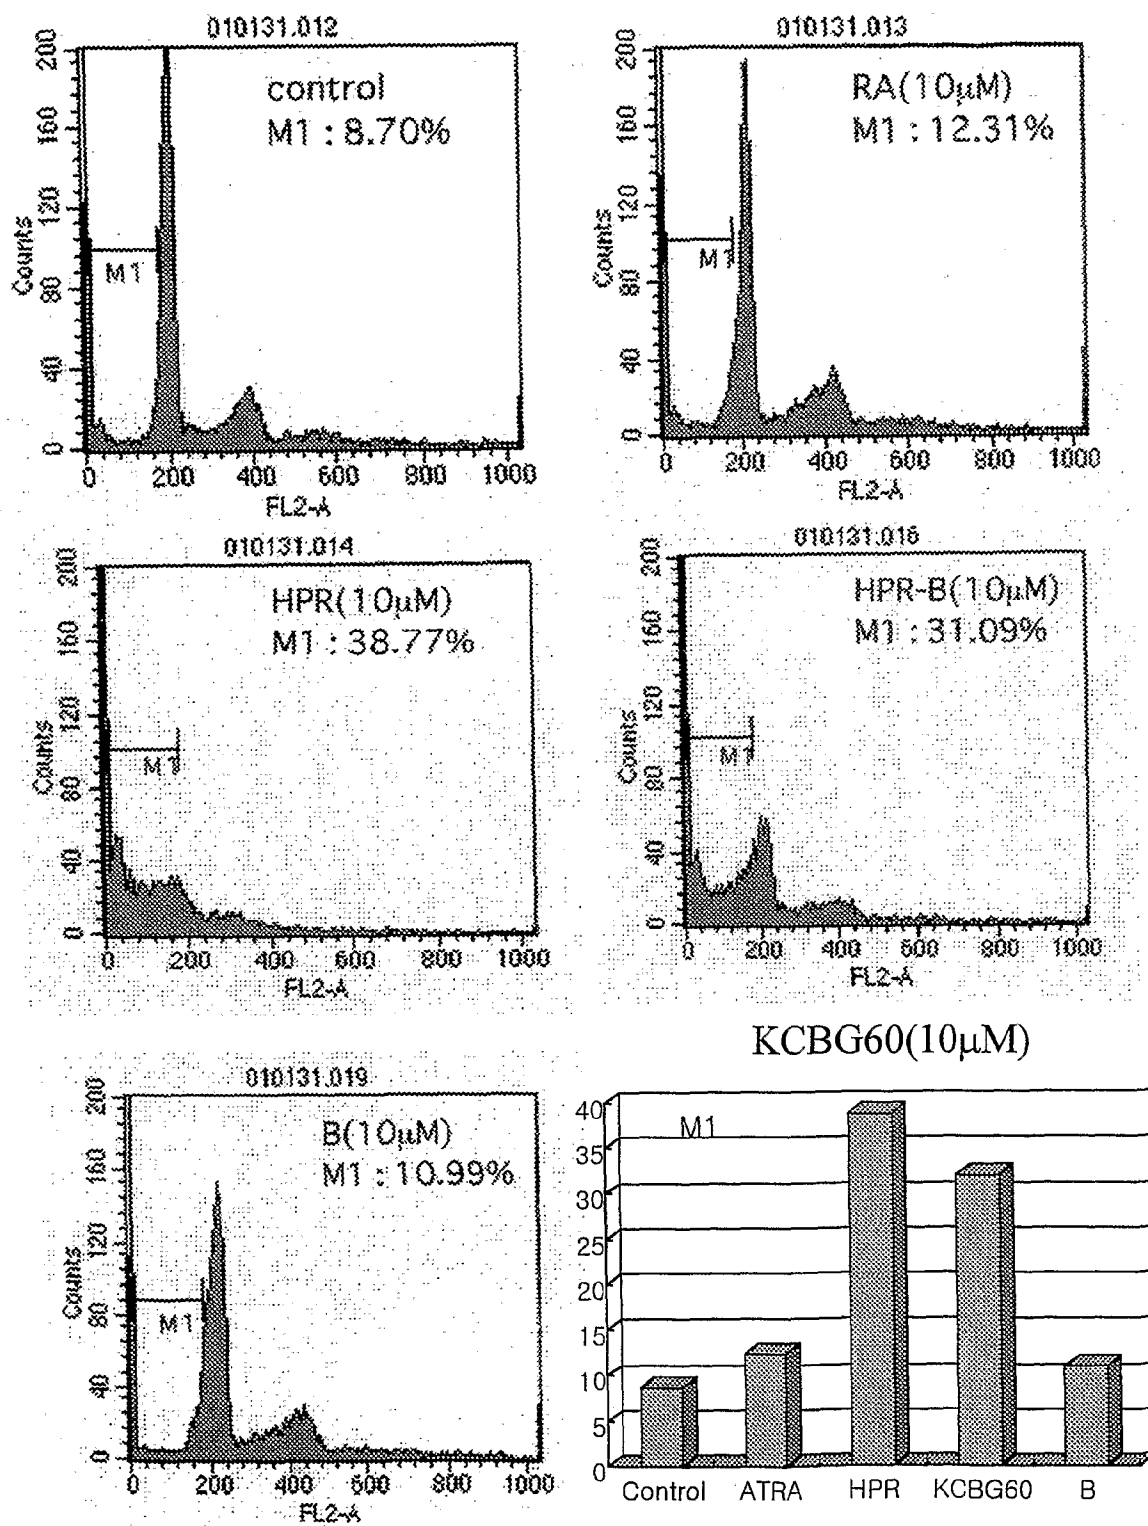 010131.012
control
M1 : 8.70%
Counts
200
160
120
80
40
0
M1
0 200 400 600 800 1000
FL2-A
010131.013
RA(10μM)
M1 : 12.31%
Counts
200
160
120
80
40
0
M1
0 200 400 600 800 1000
FL2-A
010131.014
HPR(10μM)
M1 : 38.77%
Counts
200
160
120
80
40
0
M1
0 200 400 600 800 1000
FL2-A
010131.016
HPR-B(10μM)
M1 : 31.09%
Counts
200
160
120
80
40
0
M1
0 200 400 600 800 1000
FL2-A
010131.019
B(10μM)
M1 : 10.99%
Counts
200
160
120
80
40
0
M1
0 200 400 600 800 1000
FL2-A
KCBG60(10μM)
M1
40
35
30
25
20
15
10
5
0
Control ATRA HPR KCBG60 B